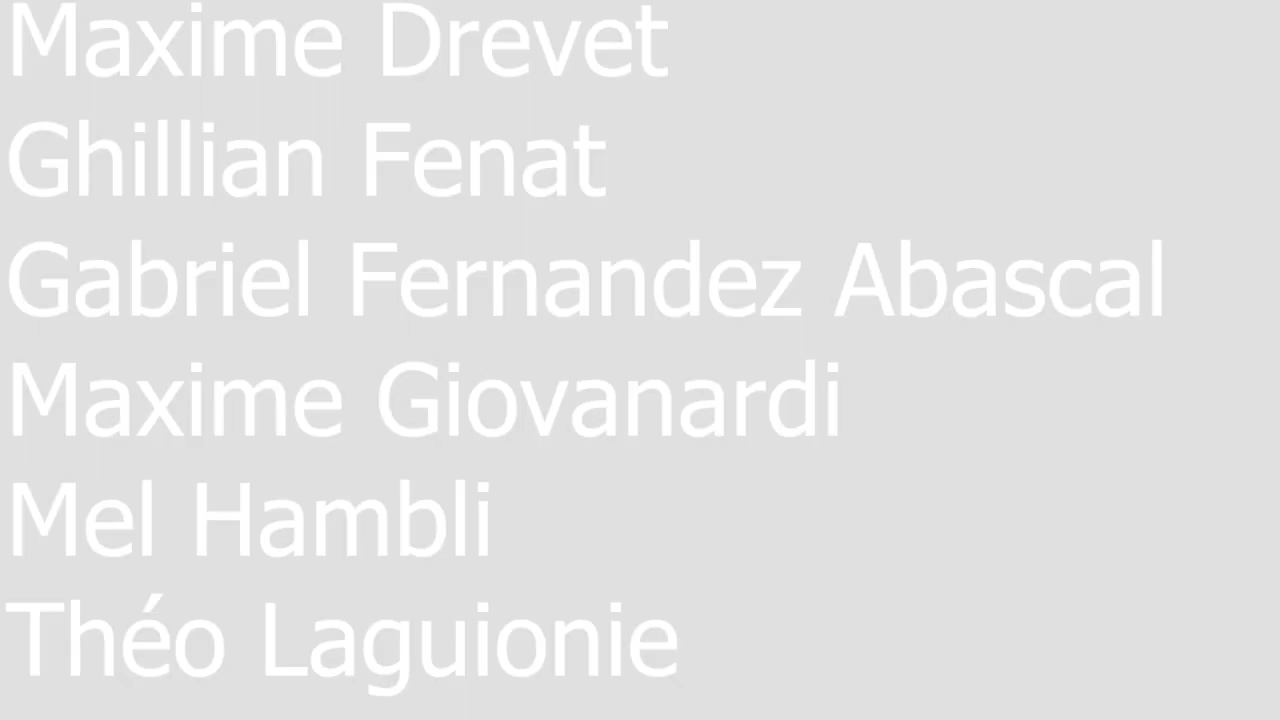 Maxime Drevet
Ghillian Fenat
Gabriel Fernandez Abascal
Maxime Giovanardi
Mel Hambli
Théo Laguionie